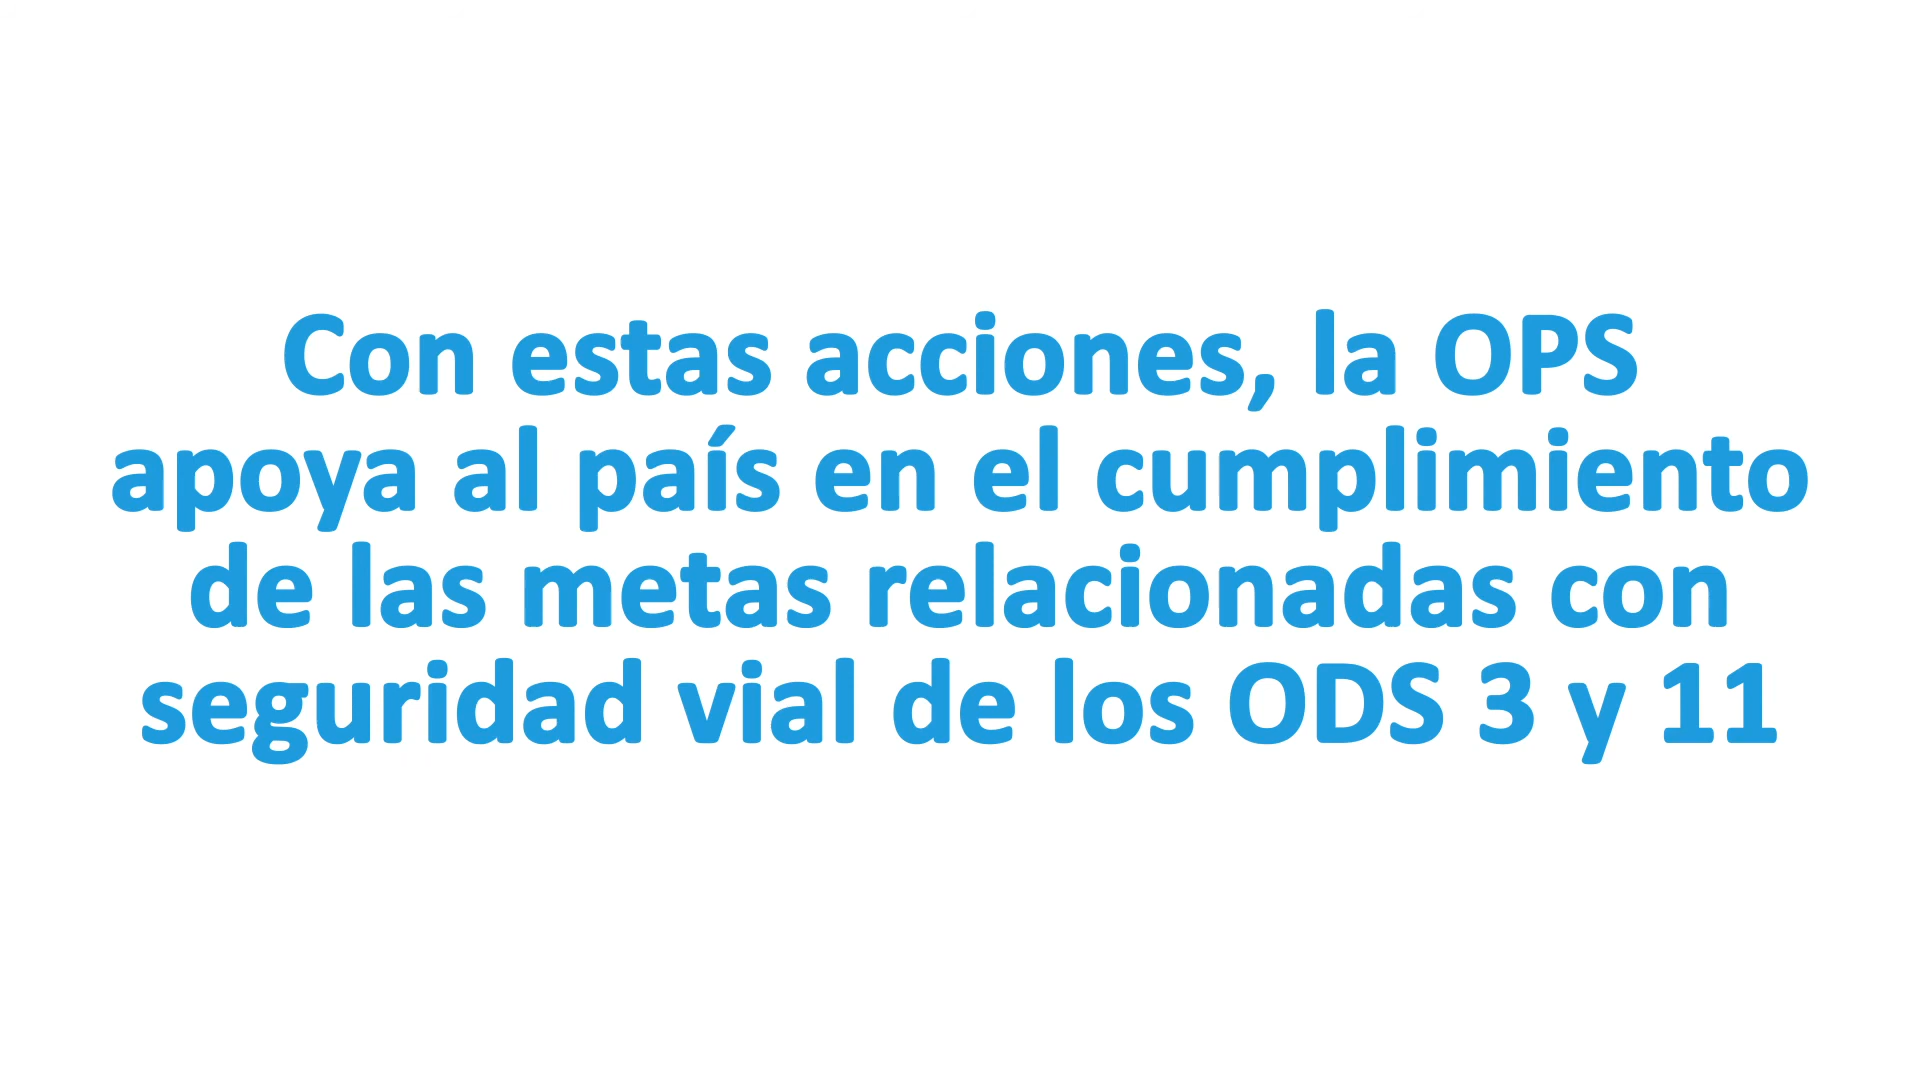 Con estas acciones, la OPS
apoya al país en el cumplimiento
de las metas relacionadas con
seguridad vial de los ODS 3 y 11